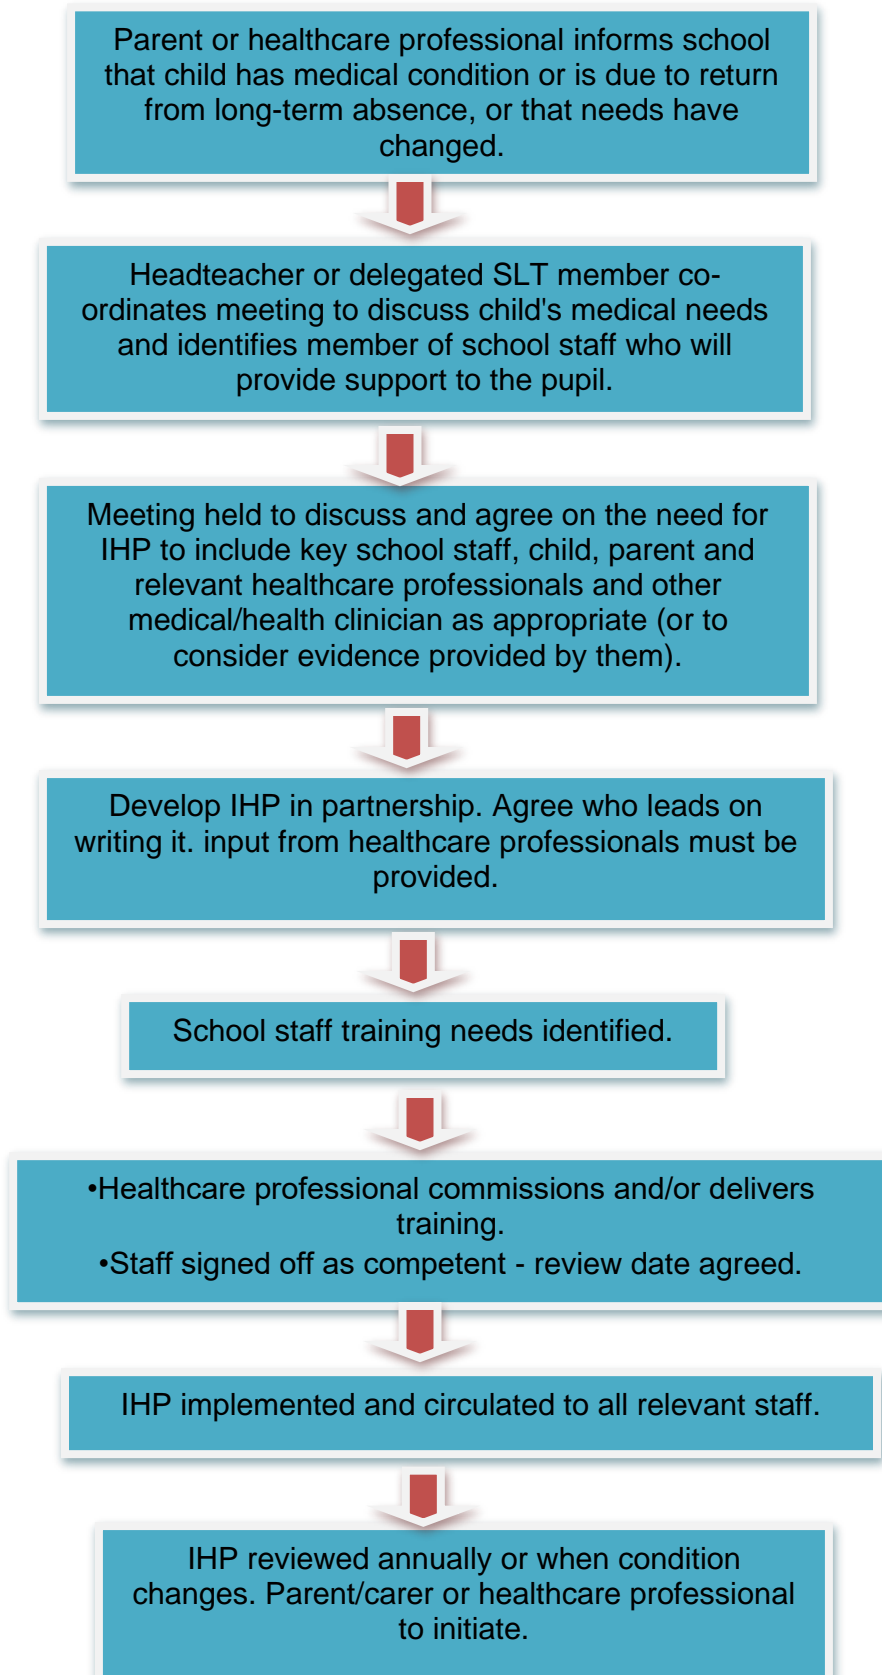 Parent or healthcare professional informs school
that child has medical condition or is due to return
from long-term absence, or that needs have
changed.
Headteacher or delegated SLT member co-
ordinates meeting to discuss child's medical needs
and identifies member of school staff who will
provide support to the pupil.
Meeting held to discuss and agree on the need for
IHP to include key school staff, child, parent and
relevant healthcare professionals and other
medical/health clinician as appropriate (or to
consider evidence provided by them).
Develop IHP in partnership. Agree who leads on
writing it. input from healthcare professionals must be
provided.
School staff training needs identified.
•Healthcare professional commissions and/or delivers
training.
•Staff signed off as competent - review date agreed.
IHP implemented and circulated to all relevant staff.
IHP reviewed annually or when condition
changes. Parent/carer or healthcare professional
to initiate.